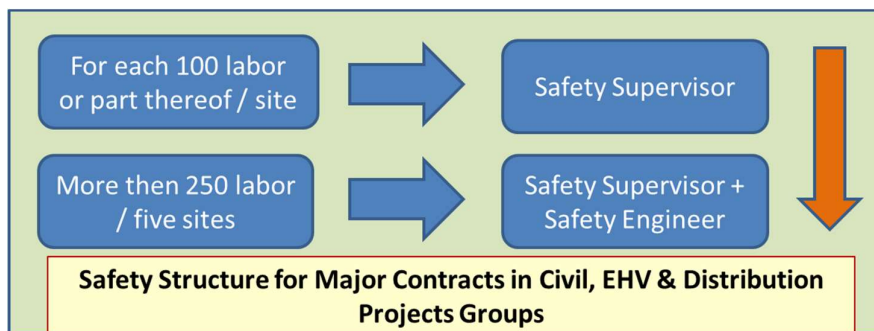 For each 100 labor
or part thereof / site
Safety Supervisor
More then 250 labor
/ five sites
Safety Supervisor +
Safety Engineer
Safety Structure for Major Contracts in Civil, EHV & Distribution
Projects Groups